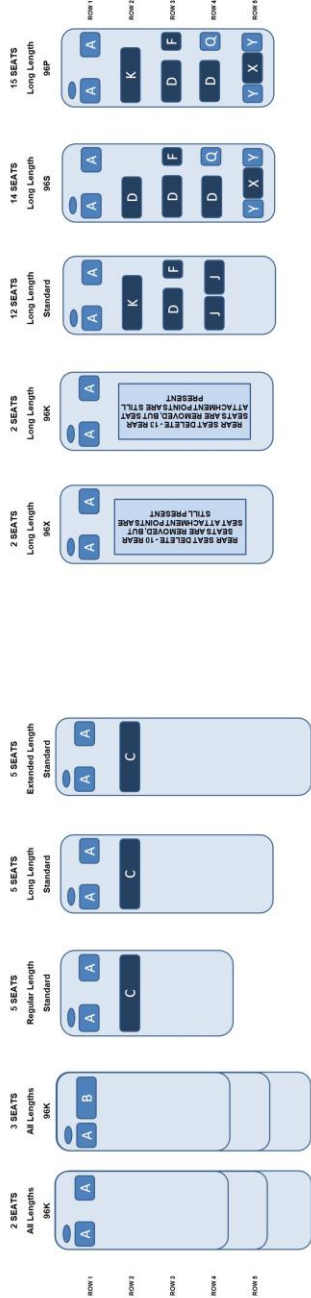 ROW 1
ROW 2
ROW 3
ROW 4
ROW 5
2 SEATS
All Lengths
96K
A A
3 SEATS
All Lengths
96K
A B
5 SEATS
Regular Length
Standard
A A
C
5 SEATS
Long Length
Standard
A A
C
5 SEATS
Extended Length
Standard
A A
C
2 SEATS
Long Length
96X
A A
REAR SEAT DELETE - 10 REAR
SEATS ARE REMOVED, BUT
SEAT ATTACHMENT POINTS ARE
STILL PRESENT
2 SEATS
Long Length
96K
A A
REAR SEAT DELETE - 13 REAR
SEATS ARE REMOVED, BUT SEAT
ATTACHMENT POINTS ARE STILL
PRESENT
12 SEATS
Long Length
Standard
A A
K
D F
J J
14 SEATS
Long Length
96S
A A
D
D F
D Q
Y X Y
15 SEATS
Long Length
96P
A A
K
D F
D Q
Y X Y
ROW 1
ROW 2
ROW 3
ROW 4
ROW 5